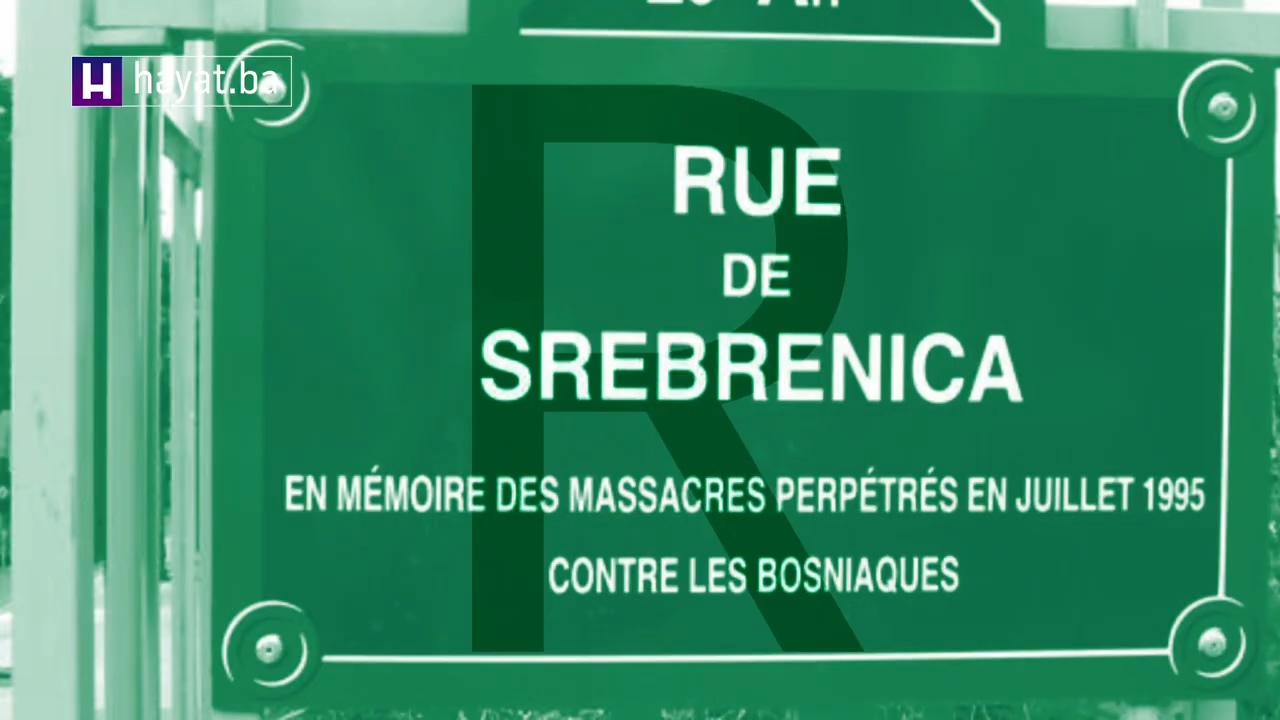 hayat.ba
RUE
DE
SREBRENICA
EN MÉMOIRE DES MASSACRES PERPÉTRÉS EN JUILLET 1995
CONTRE LES BOSNIAQUES
R